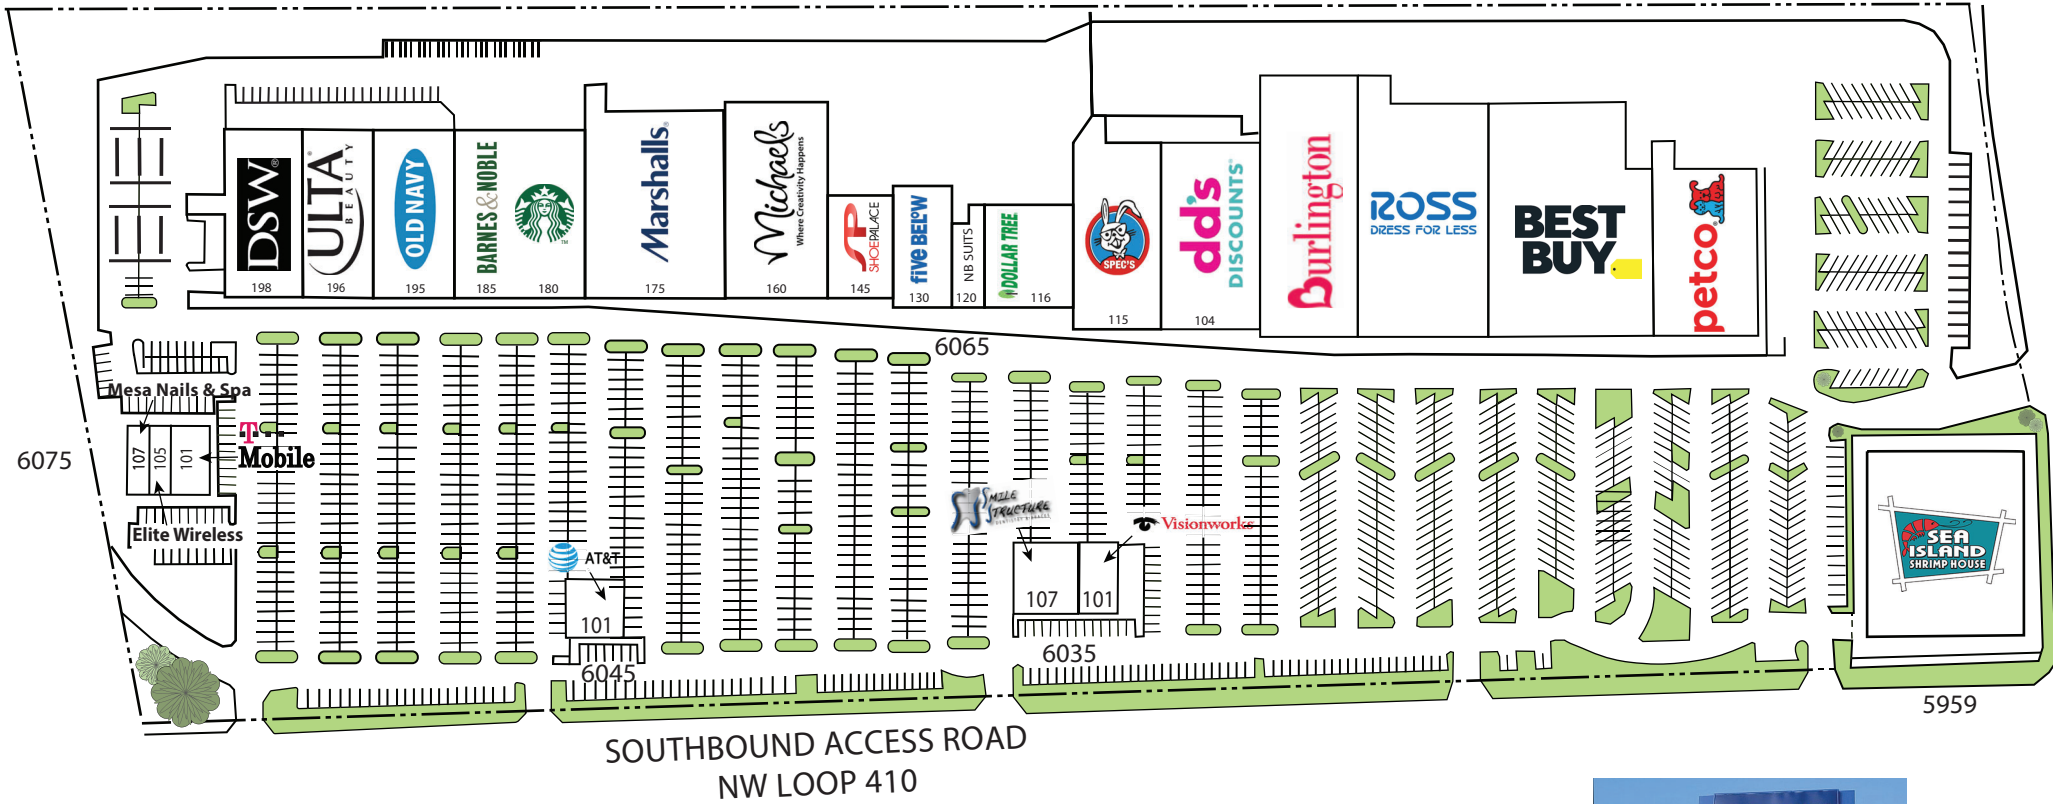 DSW®
198
ULTA
BEAUTY
196
OLD NAVY
195
BARNES & NOBLE
185
180
Marshalls®
175
Michaels
Where Creativity Happens
160
SP
SHOEPALACE
145
five BEL°W
130
NB SUITS
120
DOLLAR TREE
116
SPEC'S
115
dd's
DISCOUNTS®
104
Burlington
ROSS
DRESS FOR LESS
BEST
BUY
petco
6065
Mesa Nails & Spa
T
Mobile
107
105
101
6075
Elite Wireless
AT&T
101
6045
SMILE
STRUCTURE
Visionworks
107
101
6035
SEA
ISLAND
SHRIMP HOUSE
5959
SOUTHBOUND ACCESS ROAD
NW LOOP 410